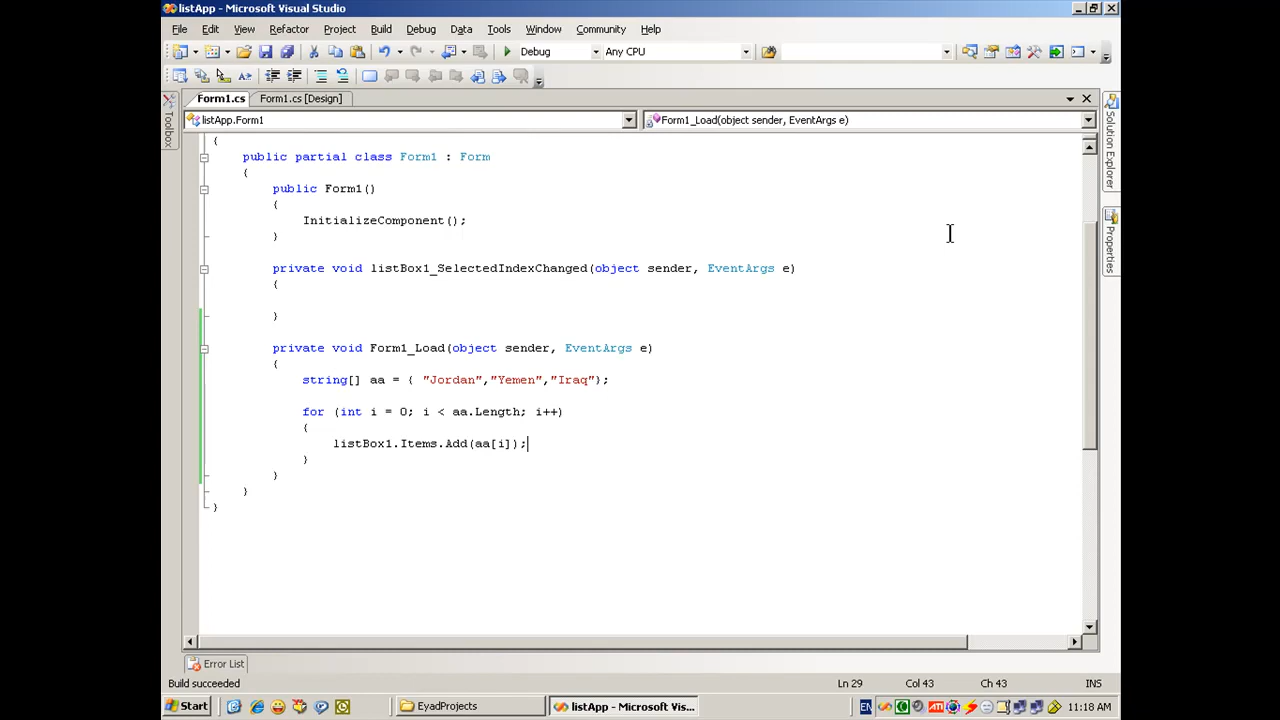 listApp - Microsoft Visual Studio
File Edit View Refactor Project Build Debug Data Tools Window Community Help
Debug Any CPU
Form1.cs Form1.cs [Design]
listApp.Form1 Form1_Load(object sender, EventArgs e)
Toolbox
Solution Explorer
Properties
{
public partial class Form1 : Form
{
public Form1()
{
InitializeComponent();
}
private void listBox1_SelectedIndexChanged(object sender, EventArgs e)
{
}
private void Form1_Load(object sender, EventArgs e)
{
string[] aa = { "Jordan","Yemen","Iraq"};
for (int i = 0; i < aa.Length; i++)
{
listBox1.Items.Add(aa[i]);
}
}
}
}
Error List
Build succeeded Ln 29 Col 43 Ch 43 INS
Start EyadProjects listApp - Microsoft Vis... EN 11:18 AM